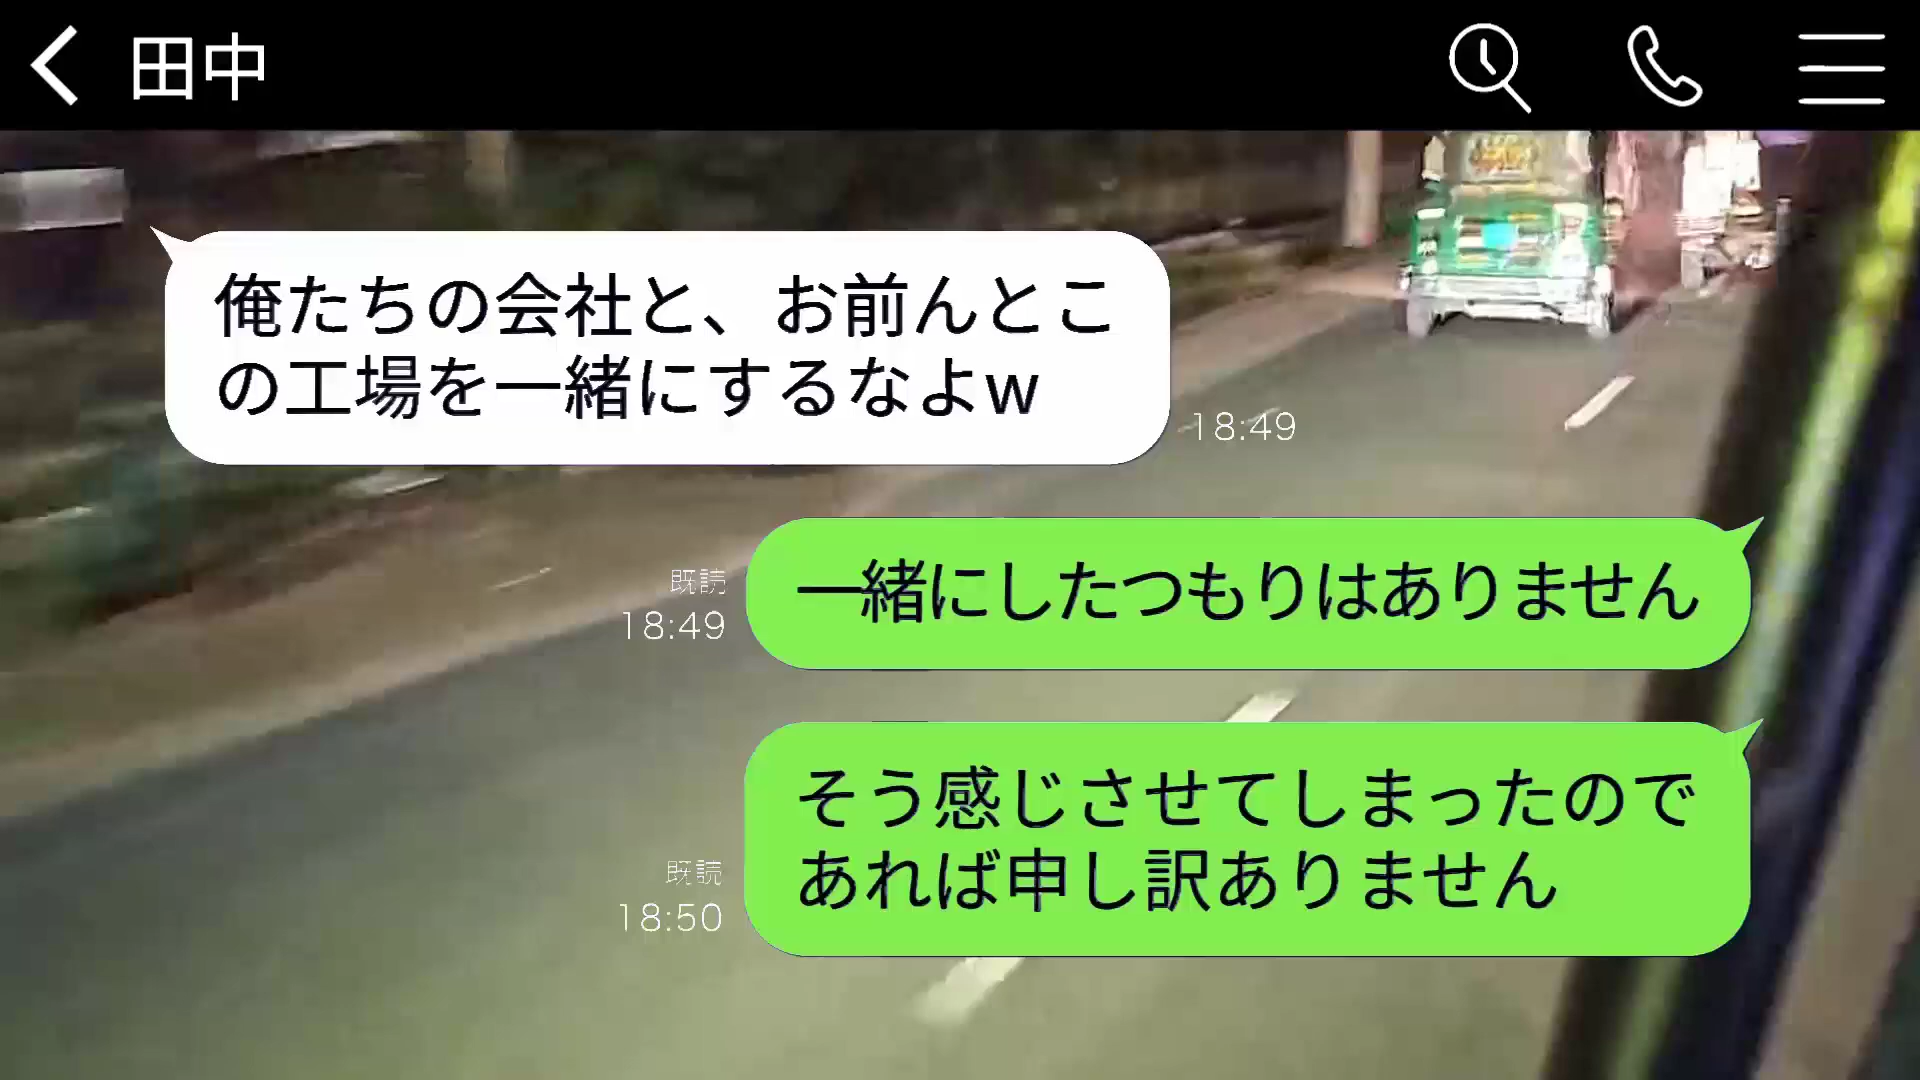 田中
俺たちの会社と、お前んとこ
の工場を一緒にするなよw
18:49
一緒にしたつもりはありません
既読
18:49
そう感じさせてしまったので
あれば申し訳ありません
既読
18:50